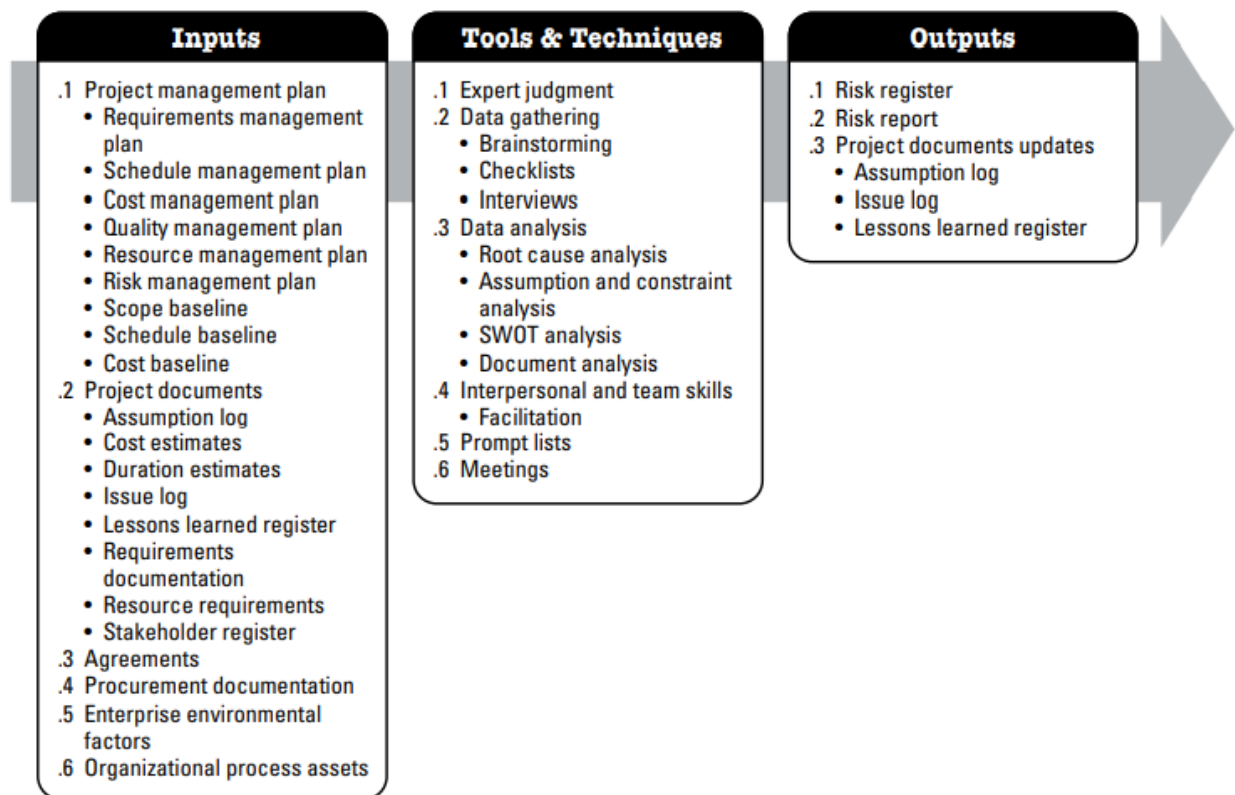 Inputs
.1 Project management plan
• Requirements management
plan
• Schedule management plan
• Cost management plan
• Quality management plan
• Resource management plan
• Risk management plan
• Scope baseline
• Schedule baseline
• Cost baseline
.2 Project documents
• Assumption log
• Cost estimates
• Duration estimates
• Issue log
• Lessons learned register
• Requirements
documentation
• Resource requirements
• Stakeholder register
.3 Agreements
.4 Procurement documentation
.5 Enterprise environmental
factors
.6 Organizational process assets
Tools & Techniques
.1 Expert judgment
.2 Data gathering
• Brainstorming
• Checklists
• Interviews
.3 Data analysis
• Root cause analysis
• Assumption and constraint
analysis
• SWOT analysis
• Document analysis
.4 Interpersonal and team skills
• Facilitation
.5 Prompt lists
.6 Meetings
Outputs
.1 Risk register
.2 Risk report
.3 Project documents updates
• Assumption log
• Issue log
• Lessons learned register